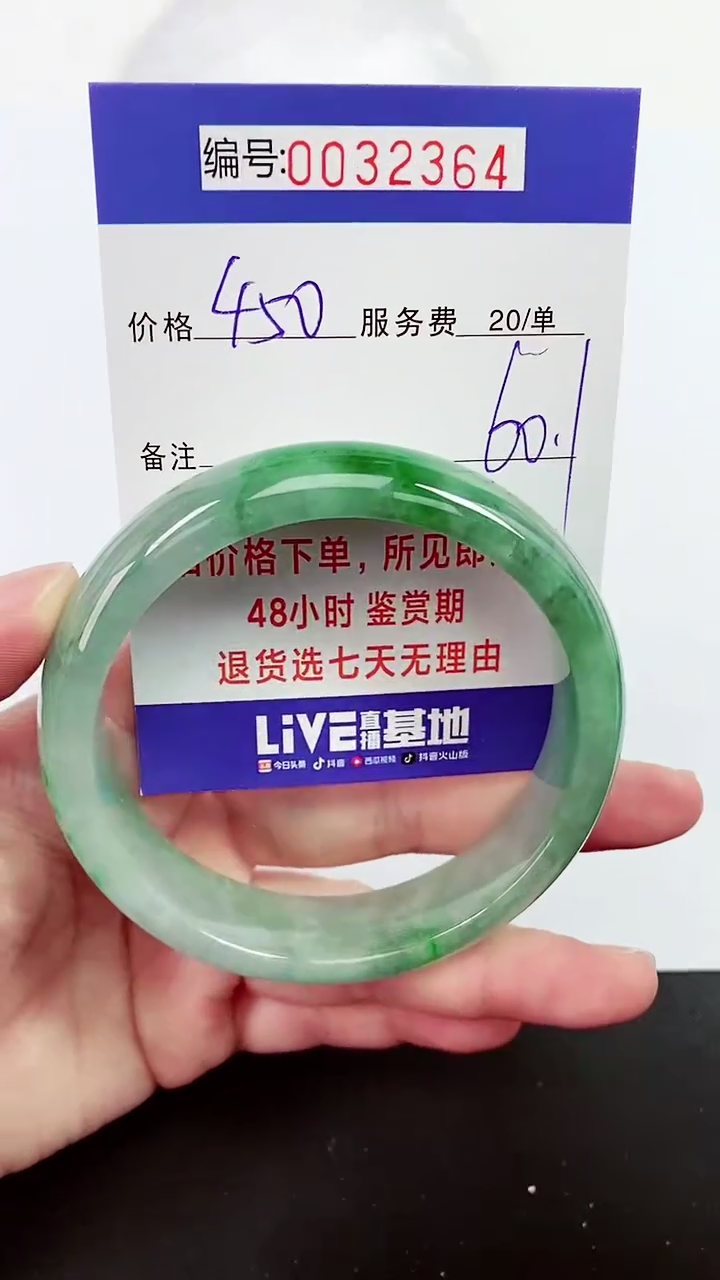 编号:0032364
价格 450 服务费 20/单
60.1
备注
价格下单，所见即
48小时 鉴赏期
退货选七天无理由
LiVE直播基地
今日头条 抖音 西瓜视频 抖音火山版